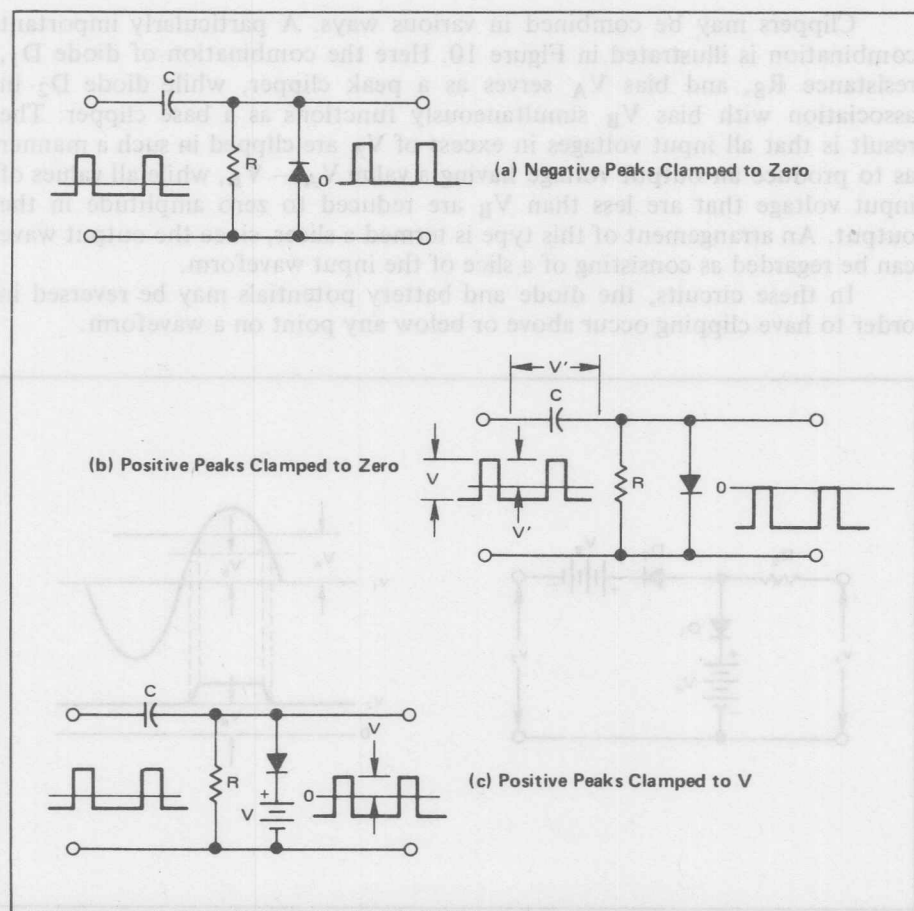 Clippers may be combined in various ways. A particularly important
combination is illustrated in Figure 10. Here the combination of diode
resistance and bias V_A serves as a peak clipper, while diode D₂ in
association with bias V_B simultaneously functions as a base clipper. The
result is that all input voltages in excess of are clipped in such a manner
as to produce an output voltage having a value while all values of
input voltage that are less than V_B are reduced to zero amplitude in the
output. An arrangement of this type is termed a slicer, since the output wave
can be regarded as consisting of a slice of the input waveform.
In these circuits, the diode and battery potentials may be reversed in
order to have clipping occur above or below any point on a waveform.
C
R
0
(a) Negative Peaks Clamped to Zero
V'
C
(b) Positive Peaks Clamped to Zero
V
V'
R
0
C
R
+
V
0
V
(c) Positive Peaks Clamped to V